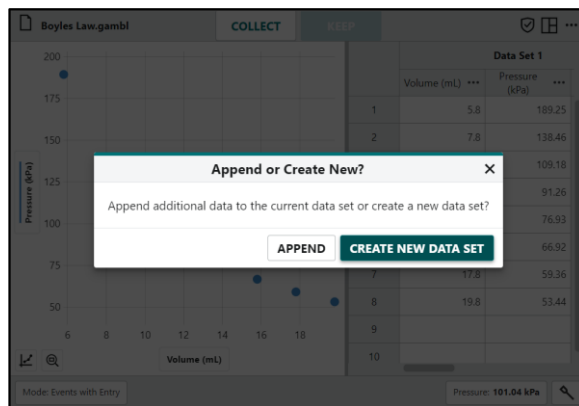 Boyles Law.gambl
COLLECT
KEEP
Data Set 1
Volume (mL) •••
Pressure (kPa) •••
1 5.8 189.25
2 7.8 138.46
109.18
91.26
76.93
66.92
7 17.8 59.36
8 19.8 53.44
9
10
200
175
150
125
100
75
50
Pressure (kPa)
6 8 10 12 14 16 18
Volume (mL)
Append or Create New?
Append additional data to the current data set or create a new data set?
APPEND
CREATE NEW DATA SET
Mode: Events with Entry
Pressure: 101.04 kPa